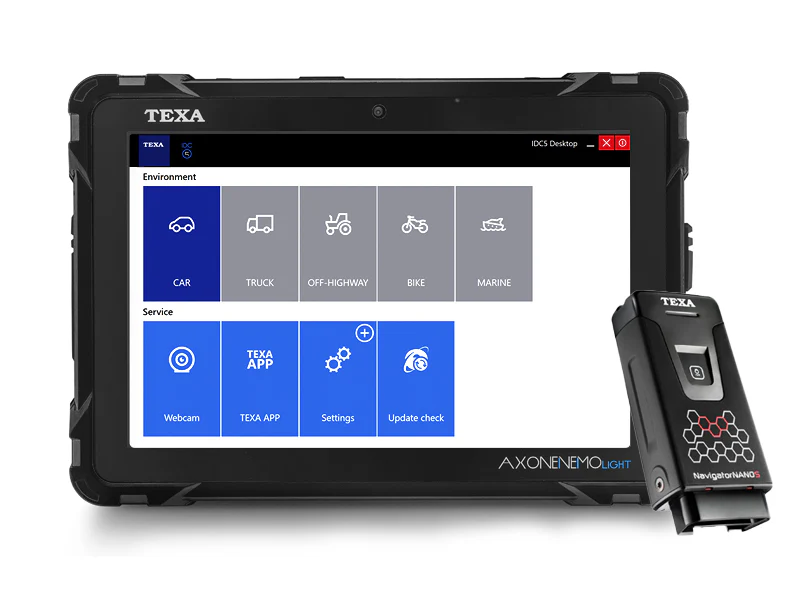 TEXA
TEXA
IDC
5
IDC5 Desktop
Environment
CAR
TRUCK
OFF-HIGHWAY
BIKE
MARINE
Service
TEXA
APP
Webcam
TEXA APP
Settings
Update check
AXONENEMOLIGHT
TEXA
NavigatorNANOS